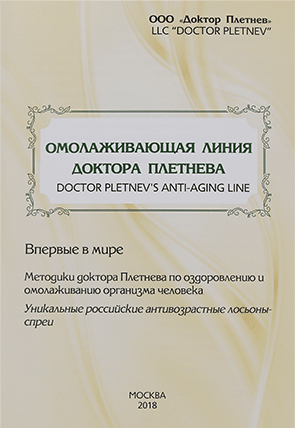 ООО «Доктор Плетнев»
LLC "DOCTOR PLETNEV"
ОМОЛАЖИВАЮЩАЯ ЛИНИЯ
ДОКТОРА ПЛЕТНЕВА
DOCTOR PLETNEV'S ANTI-AGING LINE
Впервые в мире
Методики доктора Плетнева по оздоровлению и
омолаживанию организма человека
Уникальные российские антивозрастные лосьоны-
спреи
МОСКВА
2018